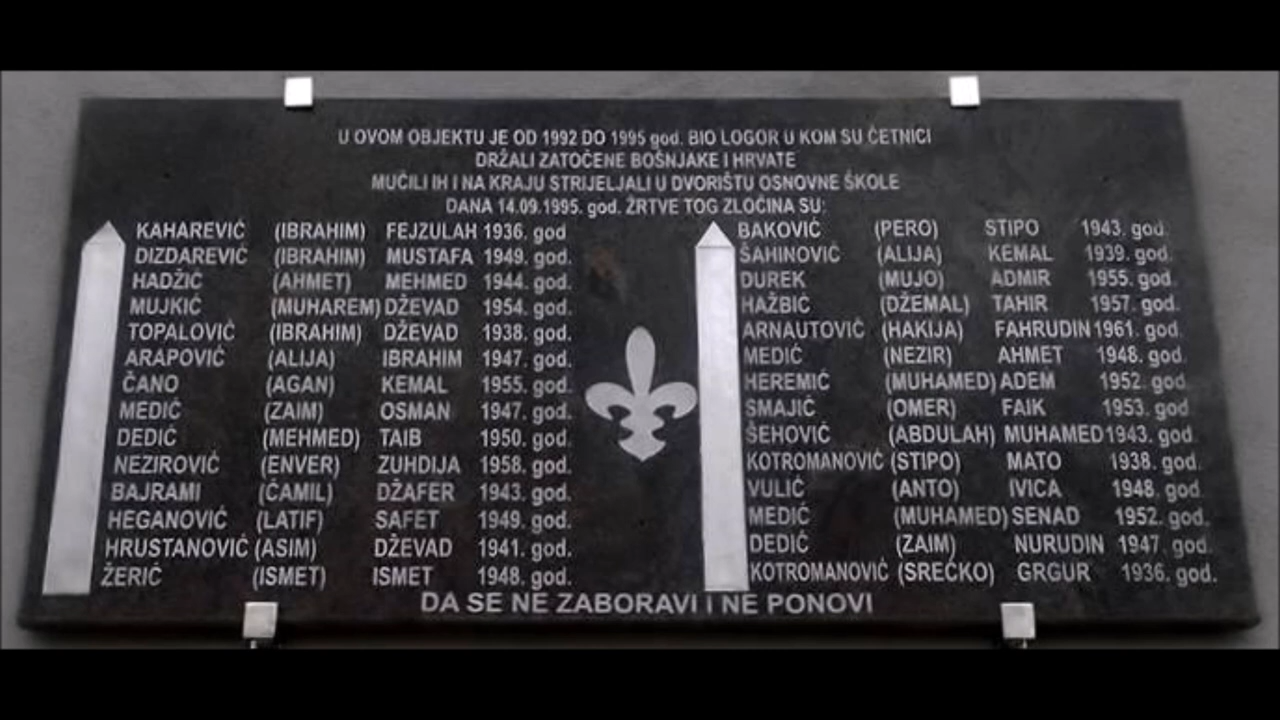 U OVOM OBJEKTU JE OD 1992 DO 1995 god. BIO LOGOR U KOM SU ČETNICI
DRŽALI ZATOČENE BOŠNJAKE I HRVATE
MUČILI IH I NA KRAJU STRIJELJALI U DVORIŠTU OSNOVNE ŠKOLE
DANA 14.09.1995. god. ŽRTVE TOG ZLOČINA SU:
KAHAREVIĆ (IBRAHIM) FEJZULAH 1936. god
DIZDAREVIĆ (IBRAHIM) MUSTAFA 1949. god.
HADŽIĆ (AHMET) MEHMED 1944. god.
MUJKIĆ (MUHAREM) DŽEVAD 1954. god.
TOPALOVIĆ (IBRAHIM) DŽEVAD 1938. god.
ARAPOVIĆ (ALIJA) IBRAHIM 1947. god.
ČANO (AGAN) KEMAL 1955. god.
MEDIĆ (ZAIM) OSMAN 1947. god.
DEDIĆ (MEHMED) TAIB 1950. god.
NEZIROVIĆ (ENVER) ZUHDIJA 1958. god.
BAJRAMI (ĆAMIL) DŽAFER 1943. god.
HEGANOVIĆ (LATIF) SAFET 1949. god.
HRUSTANOVIĆ (ASIM) DŽEVAD 1941. god.
ŽERIĆ (ISMET) ISMET 1948. god.
BAKOVIĆ (PERO) STIPO 1943. god.
ŠAHINOVIĆ (ALIJA) KEMAL 1939. god.
DUREK (MUJO) ADMIR 1955. god.
HAŽBIĆ (DŽEMAL) TAHIR 1957. god.
ARNAUTOVIĆ (HAKIJA) FAHRUDIN 1961. god.
MEDIĆ (NEZIR) AHMET 1948. god.
HEREMIĆ (MUHAMED) ADEM 1952. god.
SMAJIĆ (OMER) FAIK 1953. god.
ŠEHOVIĆ (ABDULAH) MUHAMED 1943. god.
KOTROMANOVIĆ (STIPO) MATO 1938. god.
VULIĆ (ANTO) IVICA 1948. god.
MEDIĆ (MUHAMED) SENAD 1952. god.
DEDIĆ (ZAIM) NURUDIN 1947. god.
KOTROMANOVIĆ (SREĆKO) GRGUR 1936. god.
DA SE NE ZABORAVI I NE PONOVI